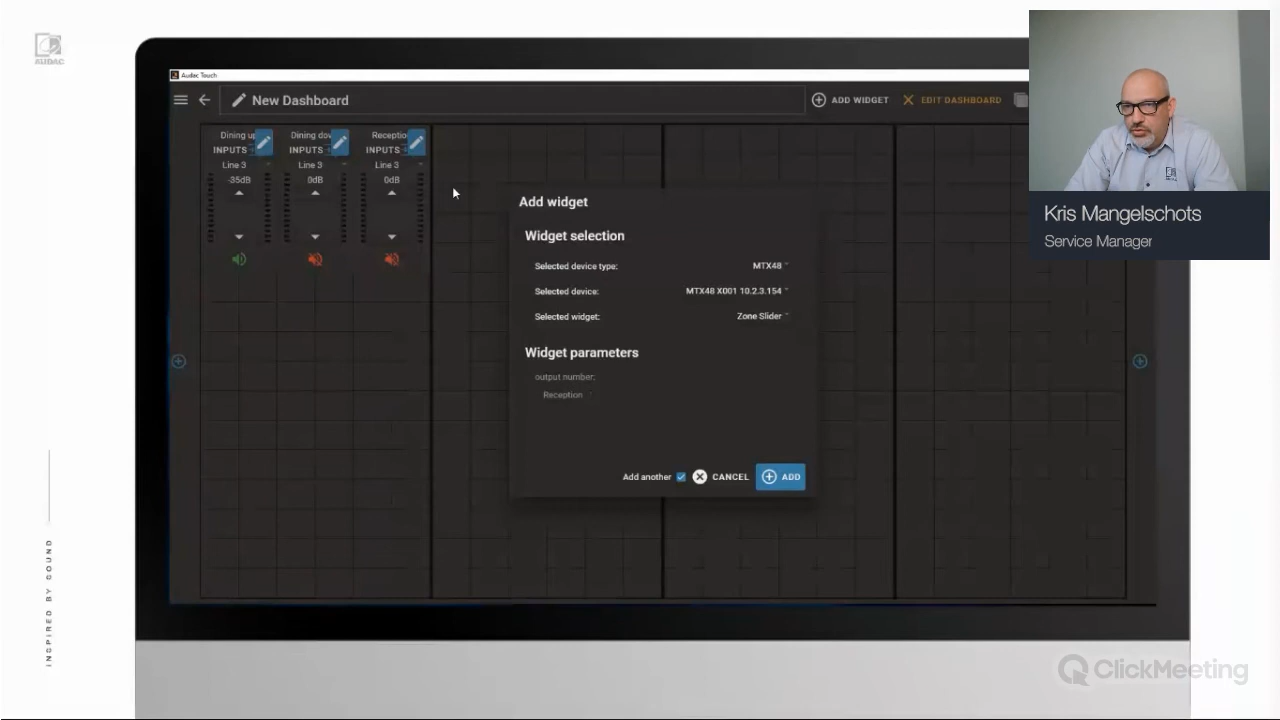 AUDAC
Audac Touch
New Dashboard
ADD WIDGET
EDIT DASHBOARD
Dining up
Dining dov
Receptio
INPUTS
INPUTS
INPUTS
Line 3
Line 3
Line 3
-35dB
0dB
0dB
Add widget
Widget selection
Selected device type:
MTX48
Selected device:
MTX48 X001 10.2.3.154
Selected widget:
Zone Slider
Widget parameters
output number:
Reception
Add another
CANCEL
ADD
Kris Mangelschots
Service Manager
INSPIRED BY SOUND
ClickMeeting